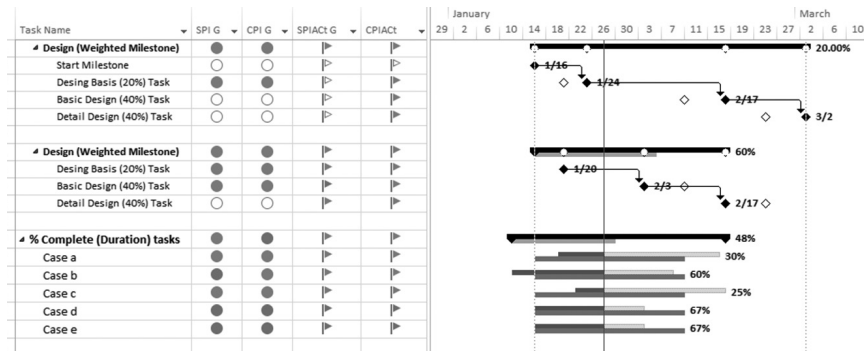 January March
Task Name SPI G CPI G SPIACt G CPIACt 29 2 6 10 14 18 22 26 30 3 7 11 15 19 23 27 2 6 10
Design (Weighted Milestone) 20.00%
Start Milestone 1/16
Desing Basis (20%) Task 1/24
Basic Design (40%) Task 2/17
Detail Design (40%) Task 3/2
Design (Weighted Milestone) 60%
Desing Basis (20%) Task 1/20
Basic Design (40%) Task 2/3
Detail Design (40%) Task 2/17
% Complete (Duration) tasks 48%
Case a 30%
Case b 60%
Case c 25%
Case d 67%
Case e 67%